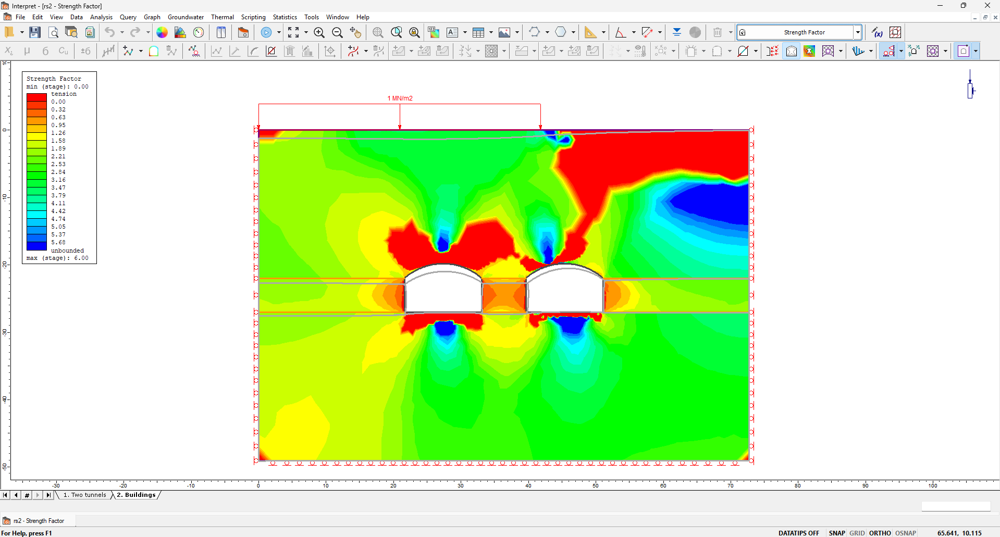 Interpret - [rs2 - Strength Factor]
File Edit View Data Analysis Query Graph Groundwater Thermal Scripting Statistics Tools Window Help
Strength Factor
1 MN/m2
Strength Factor
min (stage): 0.00
tension
0.00
0.32
0.63
0.95
1.26
1.58
1.89
2.21
2.53
2.84
3.16
3.47
3.79
4.11
4.42
4.74
5.05
5.37
5.68
unbounded
max (stage): 6.00
10
0
-10
-20
-30
-40
-50
-30 -20 -10 0 10 20 30 40 50 60 70 80 90 100
1. Two tunnels 2. Buildings
rs2 - Strength Factor
For Help, press F1 DATATIPS OFF SNAP GRID ORTHO OSNAP 65.641, 10.115